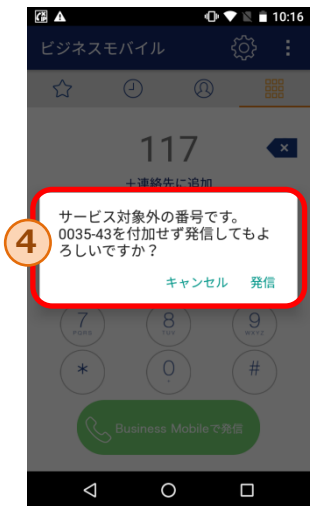 10:16
ビジネスモバイル
117
+連絡先に追加
サービス対象外の番号です。
0035-43を付加せず発信してもよ
ろしいですか？
④
キャンセル 発信
7 8 9
PQRS TUV WXYZ
* 0 #
+
Business Mobileで発信